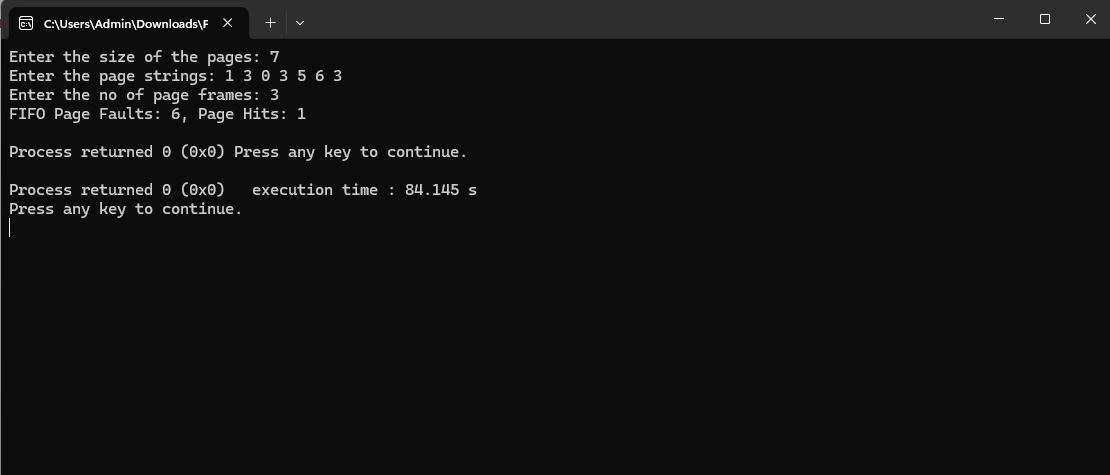 C:\Users\Admin\Downloads\F
Enter the size of the pages: 7
Enter the page strings: 1 3 0 3 5 6 3
Enter the no of page frames: 3
FIFO Page Faults: 6, Page Hits: 1
Process returned 0 (0x0) Press any key to continue.
Process returned 0 (0x0)   execution time : 84.145 s
Press any key to continue.